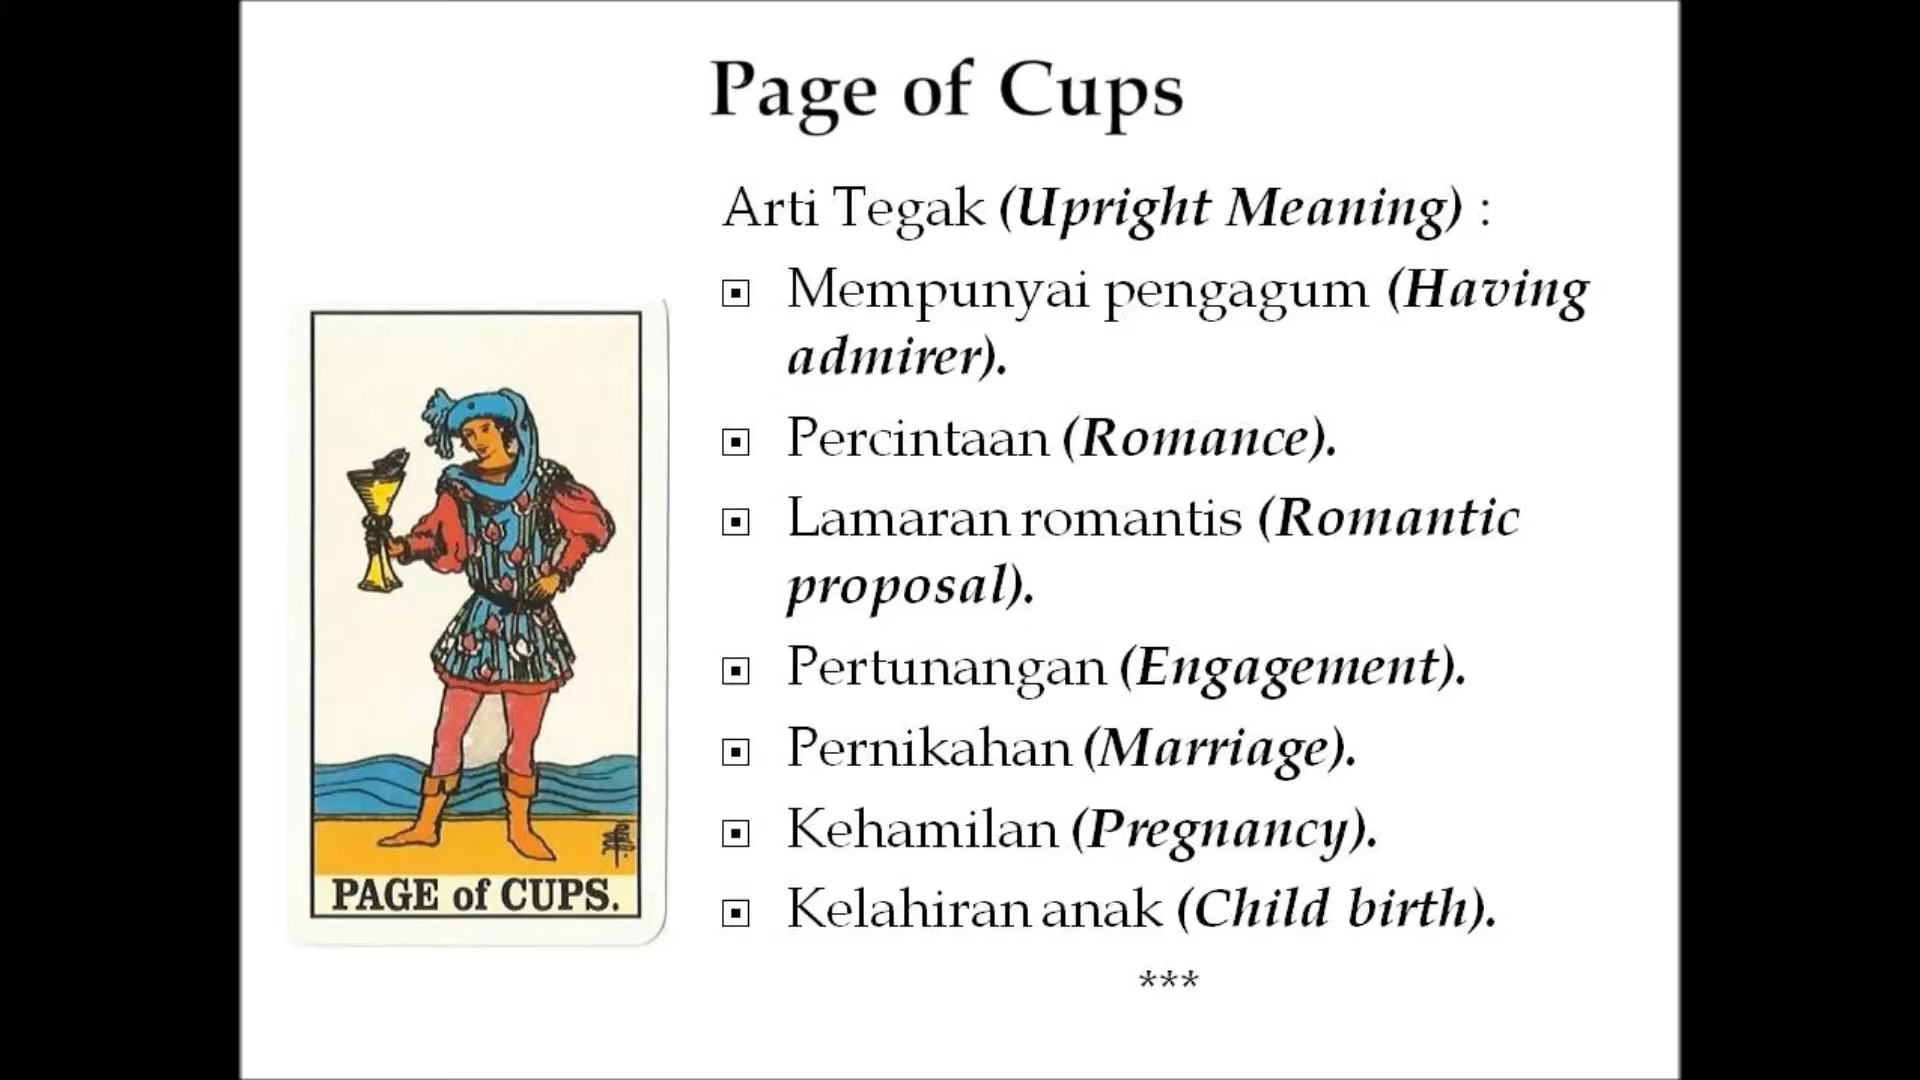 Page of Cups
Arti Tegak (Upright Meaning) :
Mempunyai pengagum (Having
admirer).
Percintaan (Romance).
Lamaran romantis (Romantic
proposal).
Pertunangan (Engagement).
Pernikahan (Marriage).
Kehamilan (Pregnancy).
Kelahiran anak (Child birth).
***
PAGE of CUPS.